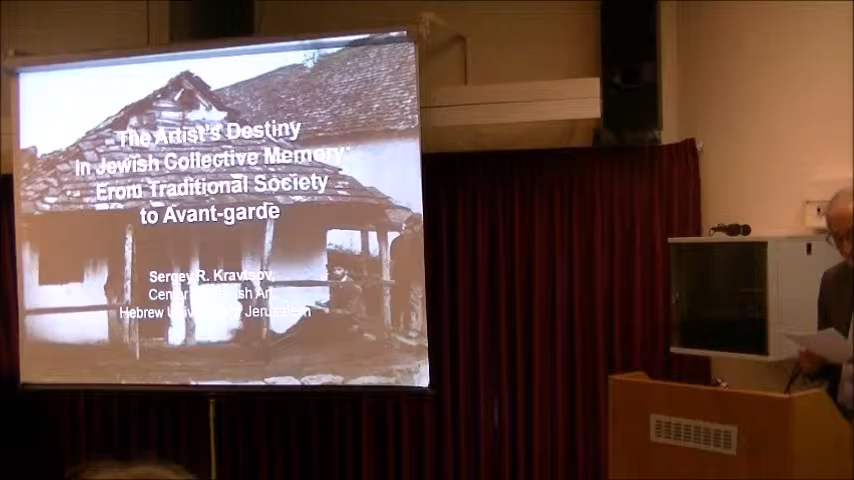 The Artist's Destiny
In Jewish Collective Memory:
From Traditional Society
to Avant-garde
Sergey R. Kravtsov,
Center for Jewish Art
Hebrew University of Jerusalem